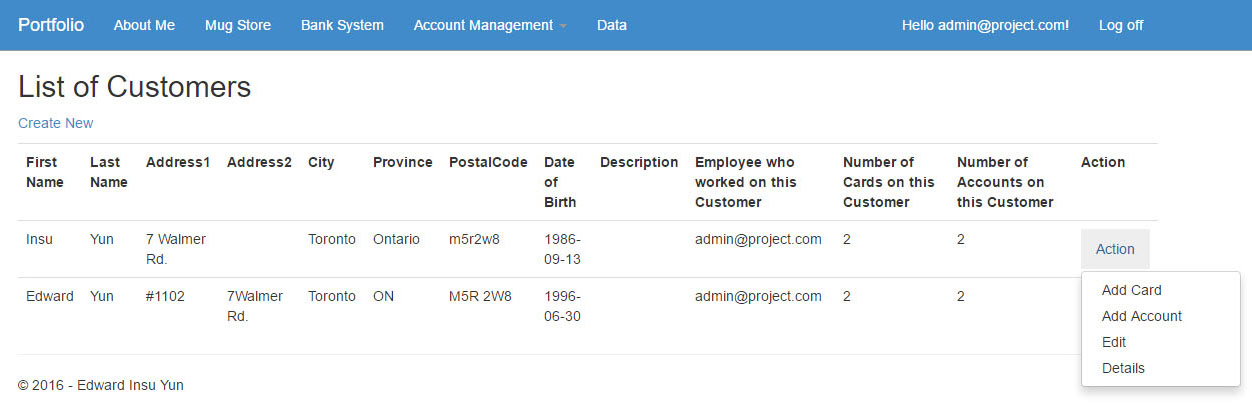 Portfolio About Me Mug Store Bank System Account Management Data Hello admin@project.com! Log off
List of Customers
Create New
First Last Address1 Address2 City Province PostalCode Date Description Employee who Number of Number of Action
Name Name of worked on this Cards on this Accounts on
Birth Customer Customer this Customer
Insu Yun 7 Walmer Toronto Ontario m5r2w8 1986- admin@project.com 2 2 Action
Rd. 09-13
Edward Yun #1102 7Walmer Toronto ON M5R 2W8 1996- admin@project.com 2 2 Add Card
Rd. 06-30 Add Account
Edit
Details
© 2016 - Edward Insu Yun